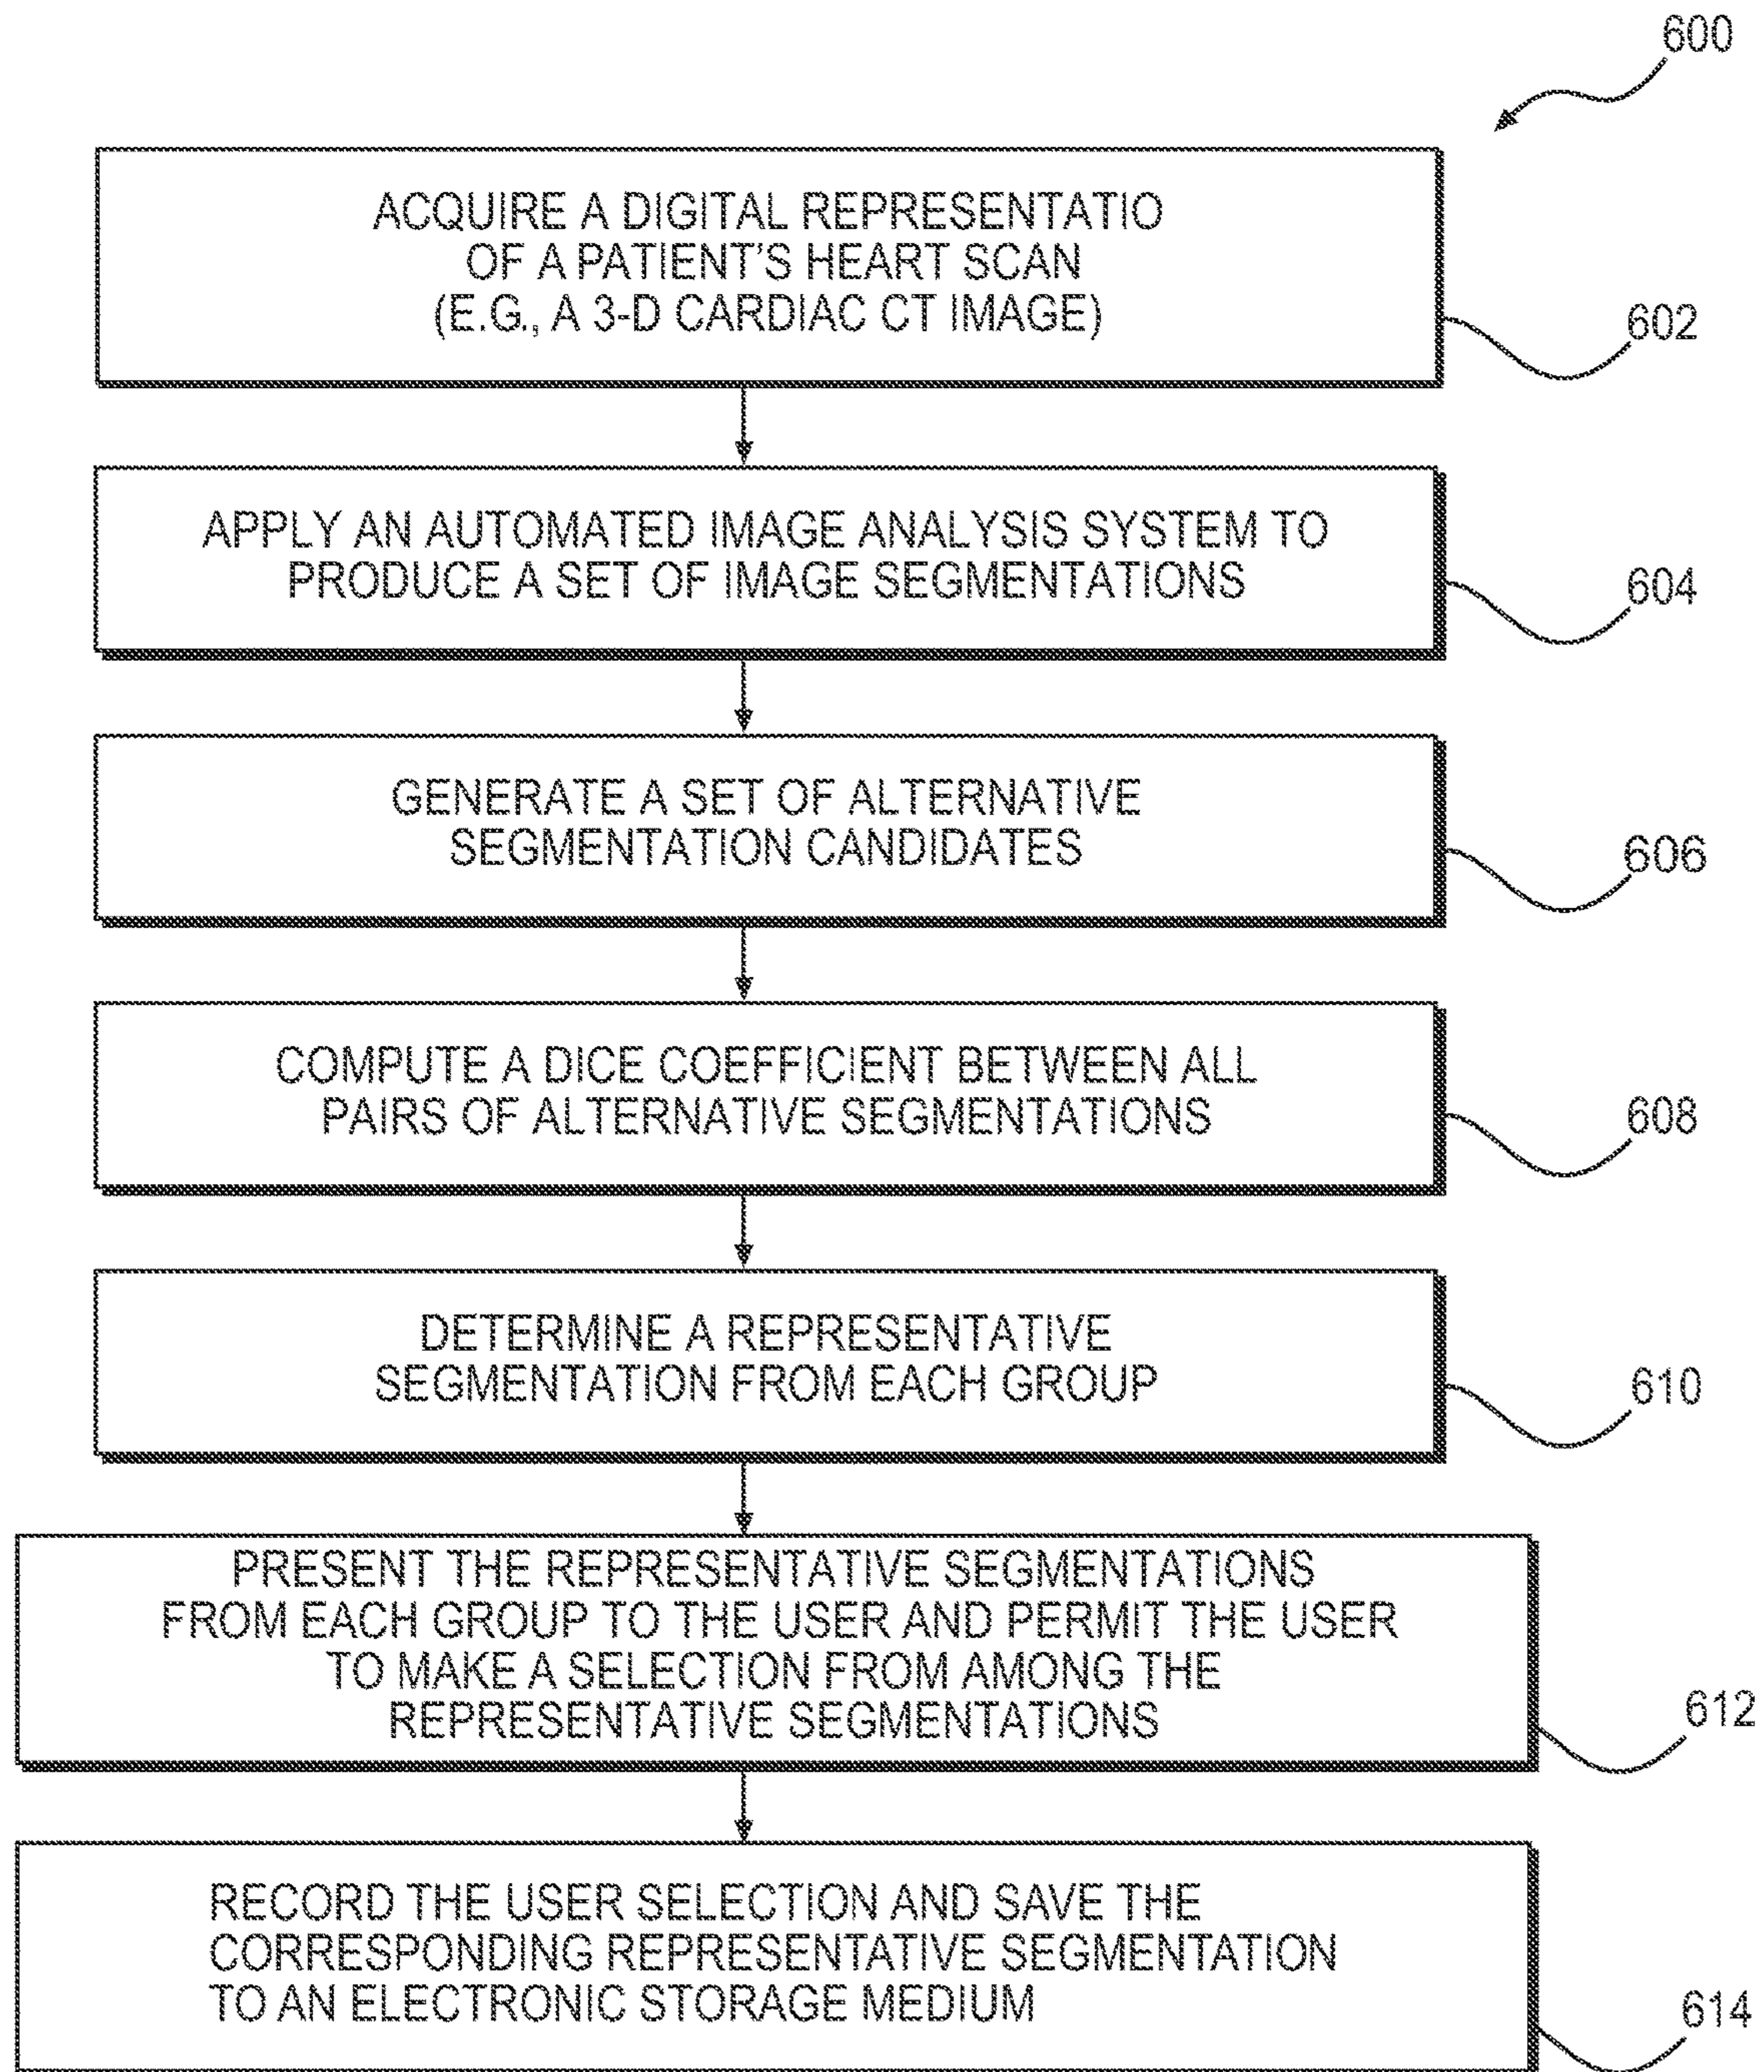 600
ACQUIRE A DIGITAL REPRESENTATIO
OF A PATIENT'S HEART SCAN
(E.G., A 3-D CARDIAC CT IMAGE)
602
APPLY AN AUTOMATED IMAGE ANALYSIS SYSTEM TO
PRODUCE A SET OF IMAGE SEGMENTATIONS
604
GENERATE A SET OF ALTERNATIVE
SEGMENTATION CANDIDATES
606
COMPUTE A DICE COEFFICIENT BETWEEN ALL
PAIRS OF ALTERNATIVE SEGMENTATIONS
608
DETERMINE A REPRESENTATIVE
SEGMENTATION FROM EACH GROUP
610
PRESENT THE REPRESENTATIVE SEGMENTATIONS
FROM EACH GROUP TO THE USER AND PERMIT THE USER
TO MAKE A SELECTION FROM AMONG THE
REPRESENTATIVE SEGMENTATIONS
612
RECORD THE USER SELECTION AND SAVE THE
CORRESPONDING REPRESENTATIVE SEGMENTATION
TO AN ELECTRONIC STORAGE MEDIUM
614